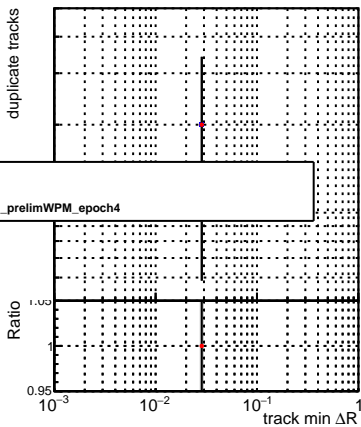 duplicate tracks
_prelimWPM_epoch4
Ratio
1.05
1
0.95
10⁻³
10⁻²
10⁻¹
1
track min ΔR